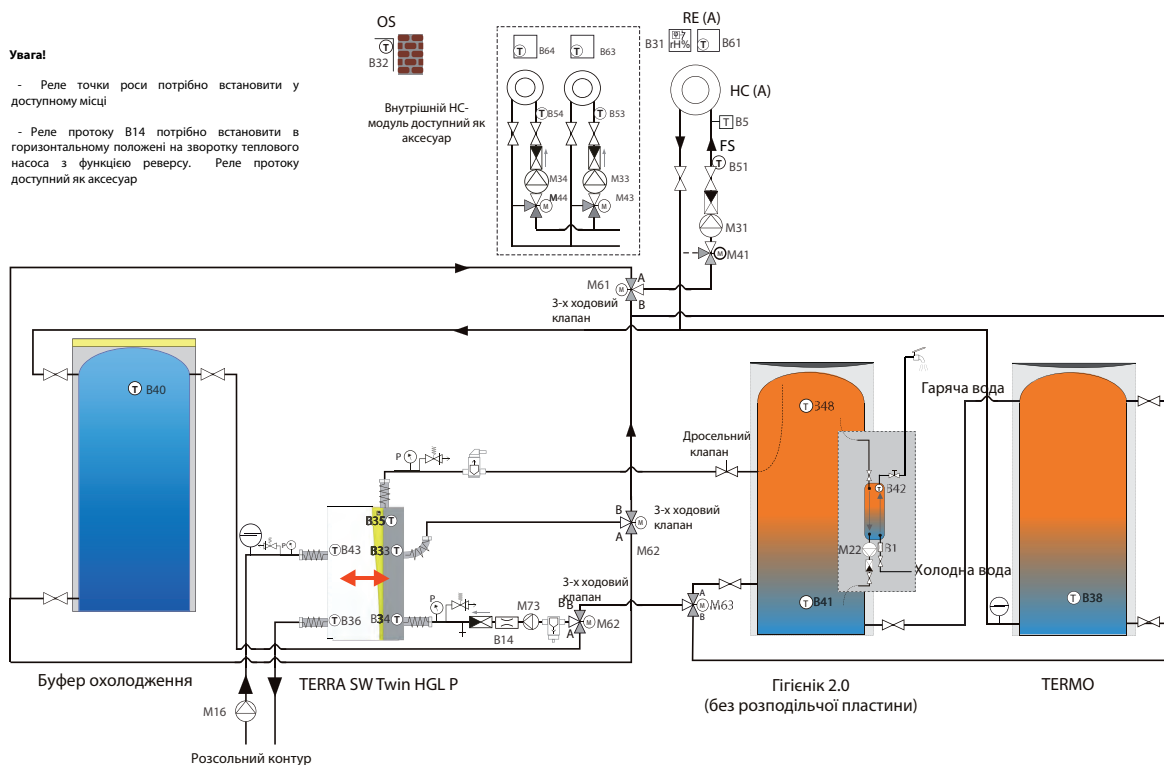 Увага!
- Реле точки роси потрібно встановити у
доступному місці
- Реле протоку B14 потрібно встановити в
горизонтальному положені на зворотку теплового
насоса з функцією реверсу. Реле протоку
доступний як аксесуар
OS
T
B32
Внутрішній HC-
модуль доступний як
аксесуар
T B64
T B63
T B54
T B53
M34
M33
M44
M
M43
M
RE (A)
B31
rH%
T B61
HC (A)
T B5
FS
T B51
M31
M41
M
M61
M
A
B
3-х ходовий
клапан
T B40
Буфер охолодження
P
B35 T
T B43
B33 T
T B36
B34 T
P
P
M73
B14
3-х ходовий
клапан
B B
A
M
M62
B
A
M
3-х ходовий
клапан
M62
A
B
M
M63
Дросельний
клапан
T B48
T B41
T B42
M22
B1
Гаряча вода
Холодна вода
T B38
TERRA SW Twin HGL P
Гігієнік 2.0
(без розподільчої пластини)
TERMO
M16
Розсольний контур